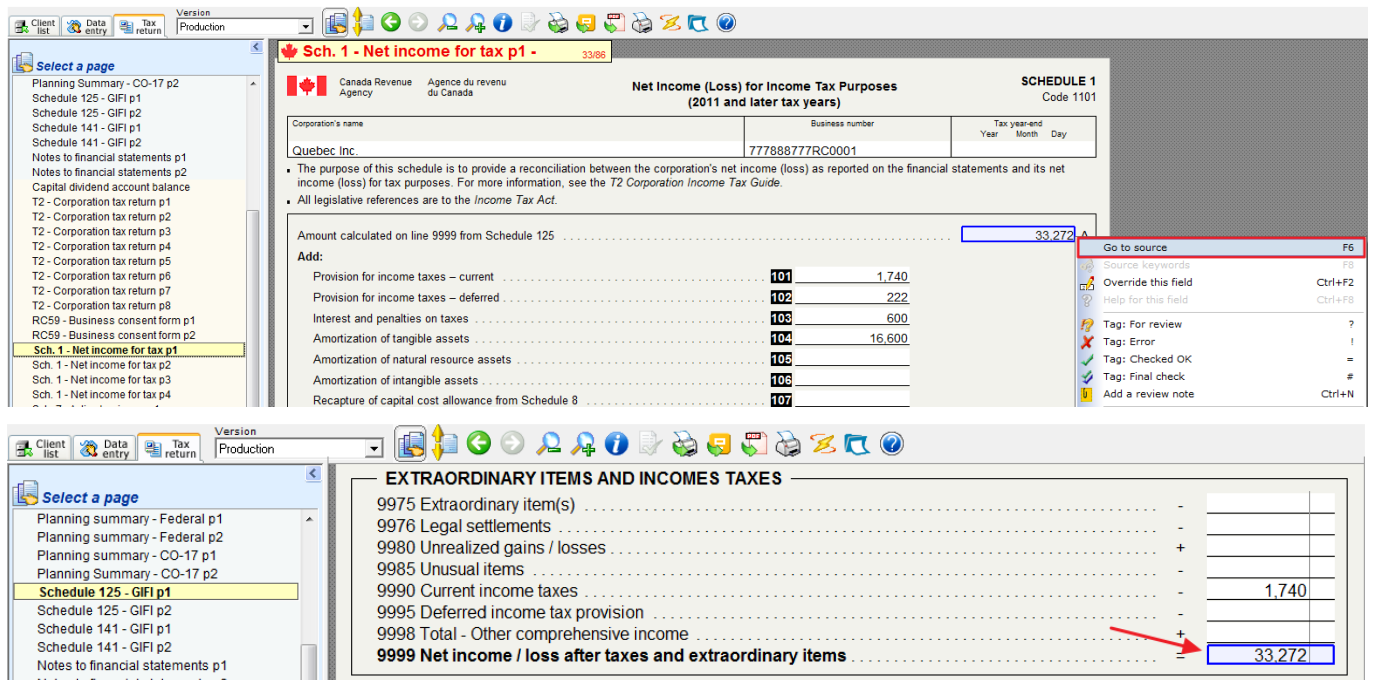 Version
Client list
Data entry
Tax return
Production
Select a page
Planning Summary - CO-17 p2
Schedule 125 - GIFI p1
Schedule 125 - GIFI p2
Schedule 141 - GIFI p1
Schedule 141 - GIFI p2
Notes to financial statements p1
Notes to financial statements p2
Capital dividend account balance
T2 - Corporation tax return p1
T2 - Corporation tax return p2
T2 - Corporation tax return p3
T2 - Corporation tax return p4
T2 - Corporation tax return p5
T2 - Corporation tax return p6
T2 - Corporation tax return p7
T2 - Corporation tax return p8
RC59 - Business consent form p1
RC59 - Business consent form p2
Sch. 1 - Net income for tax p1
Sch. 1 - Net income for tax p2
Sch. 1 - Net income for tax p3
Sch. 1 - Net income for tax p4
Sch. 1 - Net income for tax p1 - 33/86
Canada Revenue Agence du revenu
Agency du Canada
Net Income (Loss) for Income Tax Purposes
(2011 and later tax years)
SCHEDULE 1
Code 1101
Corporation's name Business number Tax year-end
Year Month Day
Quebec Inc. 777888777RC0001
• The purpose of this schedule is to provide a reconciliation between the corporation's net income (loss) as reported on the financial statements and its net
income (loss) for tax purposes. For more information, see the T2 Corporation Income Tax Guide.
• All legislative references are to the Income Tax Act.
Amount calculated on line 9999 from Schedule 125 33,272 A
Add:
Provision for income taxes – current 101 1,740
Provision for income taxes – deferred 102 222
Interest and penalties on taxes 103 600
Amortization of tangible assets 104 16,600
Amortization of natural resource assets 105
Amortization of intangible assets 106
Recapture of capital cost allowance from Schedule 8 107
Go to source F6
Source keywords F8
Override this field Ctrl+F2
Help for this field Ctrl+F8
Tag: For review ?
Tag: Error !
Tag: Checked OK =
Tag: Final check #
Add a review note Ctrl+N
Version
Client list
Data entry
Tax return
Production
Select a page
Planning summary - Federal p1
Planning summary - Federal p2
Planning summary - CO-17 p1
Planning Summary - CO-17 p2
Schedule 125 - GIFI p1
Schedule 125 - GIFI p2
Schedule 141 - GIFI p1
Schedule 141 - GIFI p2
Notes to financial statements p1
EXTRAORDINARY ITEMS AND INCOMES TAXES
9975 Extraordinary item(s) -
9976 Legal settlements -
9980 Unrealized gains / losses +
9985 Unusual items -
9990 Current income taxes - 1,740
9995 Deferred income tax provision -
9998 Total - Other comprehensive income +
9999 Net income / loss after taxes and extraordinary items = 33,272